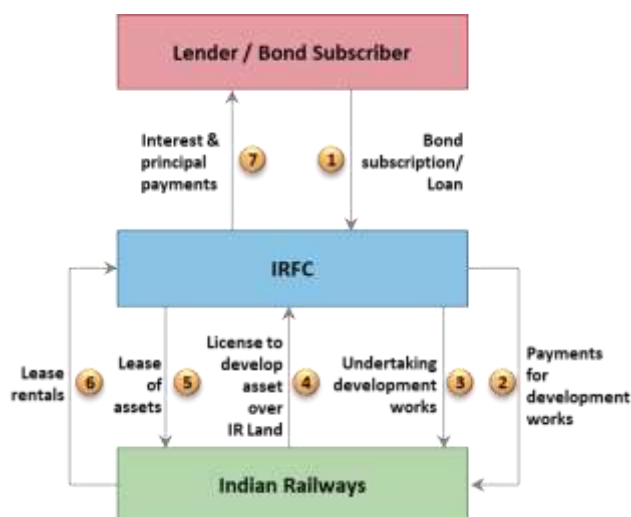 Lender / Bond Subscriber
Interest &
principal
payments
7
1
Bond
subscription/
Loan
IRFC
Lease
rentals
6
Lease
of
assets
5
License to
develop
asset
over
IR Land
4
Undertaking
development
works
3
2
Payments
for
development
works
Indian Railways